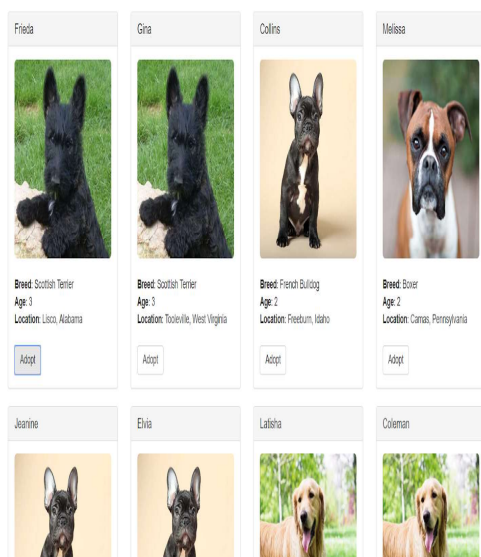 Frieda
Gina
Collins
Melissa
Breed: Scottish Terrier
Age: 3
Location: Lisco, Alabama
Adopt
Breed: Scottish Terrier
Age: 3
Location: Tooleville, West Virginia
Adopt
Breed: French Bulldog
Age: 2
Location: Freeburn, Idaho
Adopt
Breed: Boxer
Age: 2
Location: Camas, Pennsylvania
Adopt
Jeanine
Elvia
Latisha
Coleman